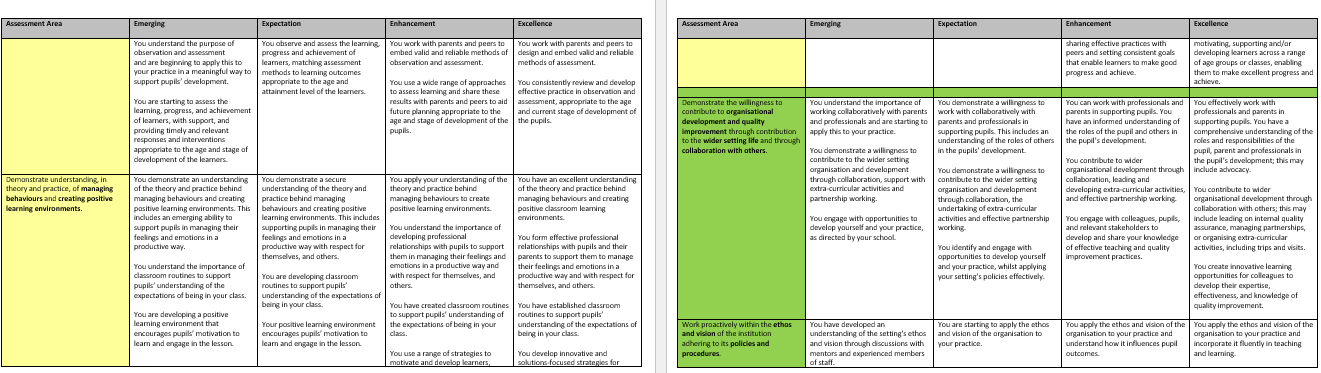 Assessment Area
Emerging
Expectation
Enhancement
Excellence
You understand the purpose of
observation and assessment
and are beginning to apply this to
your practice in a meaningful way to
support pupils' development.
You are starting to assess the
learning, progress, and achievement
of learners, with support, and
providing timely and relevant
responses and interventions
appropriate to the age and stage of
development of the learners.
You observe and assess the learning,
progress and achievement of
learners, matching assessment
methods to learning outcomes
appropriate to the age and
attainment level of the learners.
You work with parents and peers to
embed valid and reliable methods of
observation and assessment.
You use a wide range of approaches
to assess learning and share these
results with parents and peers to aid
future planning appropriate to the
age and stage of development of the
pupils.
You work with parents and peers to
design and embed valid and reliable
methods of assessment.
You consistently review and develop
effective practice in observation and
assessment, appropriate to the age
and current stage of development of
the pupils.
Demonstrate understanding, in
theory and practice, of managing
behaviours and creating positive
learning environments.
You demonstrate an understanding
of the theory and practice behind
managing behaviours and creating
positive learning environments. This
includes an emerging ability to
support pupils in managing their
feelings and emotions in a
productive way.
You understand the importance of
classroom routines to support
pupils' understanding of the
expectations of being in your class.
You are developing a positive
learning environment that
encourages pupils' motivation to
learn and engage in the lesson.
You demonstrate a secure
understanding of the theory and
practice behind managing
behaviours and creating positive
learning environments. This includes
supporting pupils in managing their
feelings and emotions in a
productive way with respect for
themselves, and others.
You are developing classroom
routines to support pupils'
understanding of the expectations of
being in your class.
Your positive learning environment
encourages pupils' motivation to
learn and engage in the lesson.
You apply your understanding of the
theory and practice behind
managing behaviours to create
positive learning environments.
You understand the importance of
developing professional
relationships with pupils to support
them in managing their feelings and
emotions in a productive way and
with respect for themselves, and
others.
You have created classroom routines
to support pupils' understanding of
the expectations of being in your
class.
You use a range of strategies to
motivate and develop learners,
You have an excellent understanding
of the theory and practice behind
managing behaviours and creating
positive classroom learning
environments.
You form effective professional
relationships with pupils and their
parents to support them to manage
their feelings and emotions in a
productive way and with respect for
themselves, and others.
You have established classroom
routines to support pupils'
understanding of the expectations of
being in your class.
You develop innovative and
solutions-focused strategies for
Assessment Area
Emerging
Expectation
Enhancement
Excellence
sharing effective practices with
peers and setting consistent goals
that enable learners to make good
progress and achieve.
motivating, supporting and/or
developing learners across a range
of age groups or classes, enabling
them to make excellent progress and
achieve.
Demonstrate the willingness to
contribute to organisational
development and quality
improvement through contribution
to the wider setting life and through
collaboration with others.
You understand the importance of
working collaboratively with parents
and professionals and are starting to
apply this to your practice.
You demonstrate a willingness to
contribute to the wider setting
organisation and development
through collaboration, support with
extra-curricular activities and
partnership working.
You engage with opportunities to
develop yourself and your practice,
as directed by your school.
You demonstrate a willingness to
work with collaboratively with
parents and professionals in
supporting pupils. This includes an
understanding of the roles of others
in the pupils' development.
You demonstrate a willingness to
contribute to the wider setting
organisation and development
through collaboration, the
undertaking of extra-curricular
activities and effective partnership
working.
You identify and engage with
opportunities to develop yourself
and your practice, whilst applying
your setting's policies effectively.
You can work with professionals and
parents in supporting pupils. You
have an informed understanding of
the roles of the pupil and others in
the pupil's development.
You contribute to wider
organisational development through
collaboration, leading and
developing extra-curricular activities,
and effective partnership working.
You engage with colleagues, pupils,
and relevant stakeholders to
develop and share your knowledge
of effective teaching and quality
improvement practices.
You effectively work with
professionals and parents in
supporting pupils. You have a
comprehensive understanding of the
roles and responsibilities of the
pupil, parent and professionals in
the pupil's development; this may
include advocacy.
You contribute to wider
organisational development through
collaboration with others; this may
include leading on internal quality
assurance, managing partnerships,
or organising extra-curricular
activities, including trips and visits.
You create innovative learning
opportunities for colleagues to
develop their expertise,
effectiveness, and knowledge of
quality improvement.
Work proactively within the ethos
and vision of the institution
adhering to its policies and
procedures.
You have developed an
understanding of the setting's ethos
and vision through discussions with
mentors and experienced members
of staff.
You are starting to apply the ethos
and vision of the organisation to
your practice.
You apply the ethos and vision of the
organisation to your practice and
understand how it influences pupil
outcomes.
You apply the ethos and vision of the
organisation to your practice and
incorporate it fluently in teaching
and learning.